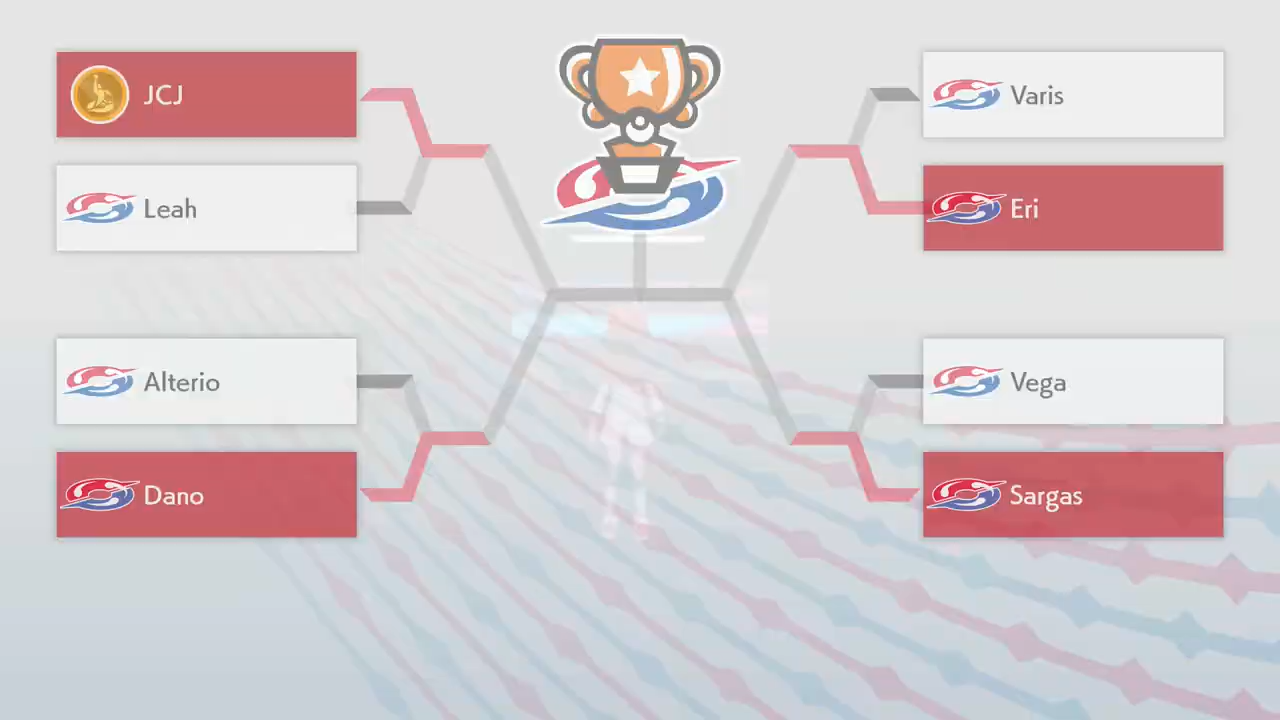 JCJ
Leah
Alterio
Dano
Varis
Eri
Vega
Sargas